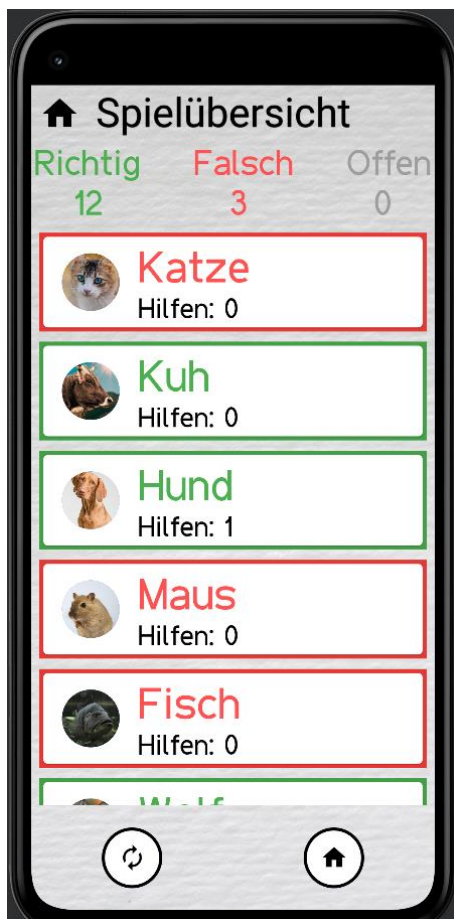 Spielübersicht
Richtig Falsch Offen
12 3 0
Katze
Hilfen: 0
Kuh
Hilfen: 0
Hund
Hilfen: 1
Maus
Hilfen: 0
Fisch
Hilfen: 0